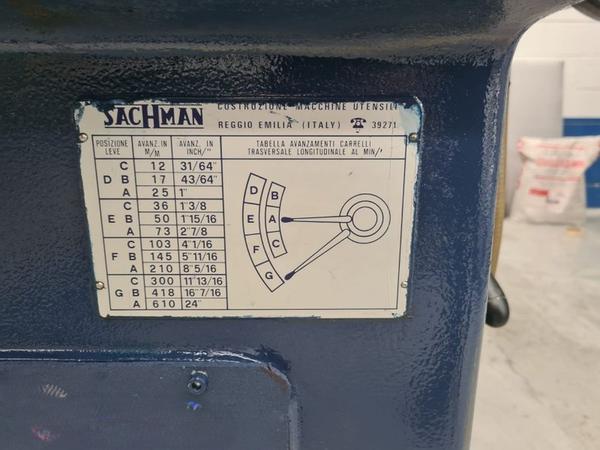 SACHMAN
COSTRUZIONE MACCHINE UTENSILI
REGGIO EMILIA (ITALY) ☎ 39271
POSIZIONE LEVE AVANZ. IN M/M AVANZ. IN INCH/"
D C 12 31/64"
B 17 43/64"
A 25 1"
E C 36 1"3/8
B 50 1"15/16
A 73 2"7/8
F C 103 4"1/16
B 145 5"11/16
A 210 8"5/16
G C 300 11"13/16
B 418 16"7/16
A 610 24"
TABELLA AVANZAMENTI CARRELLI
TRASVERSALE LONGITUDINALE AL MIN/'
D
E
F
G
B
A
C